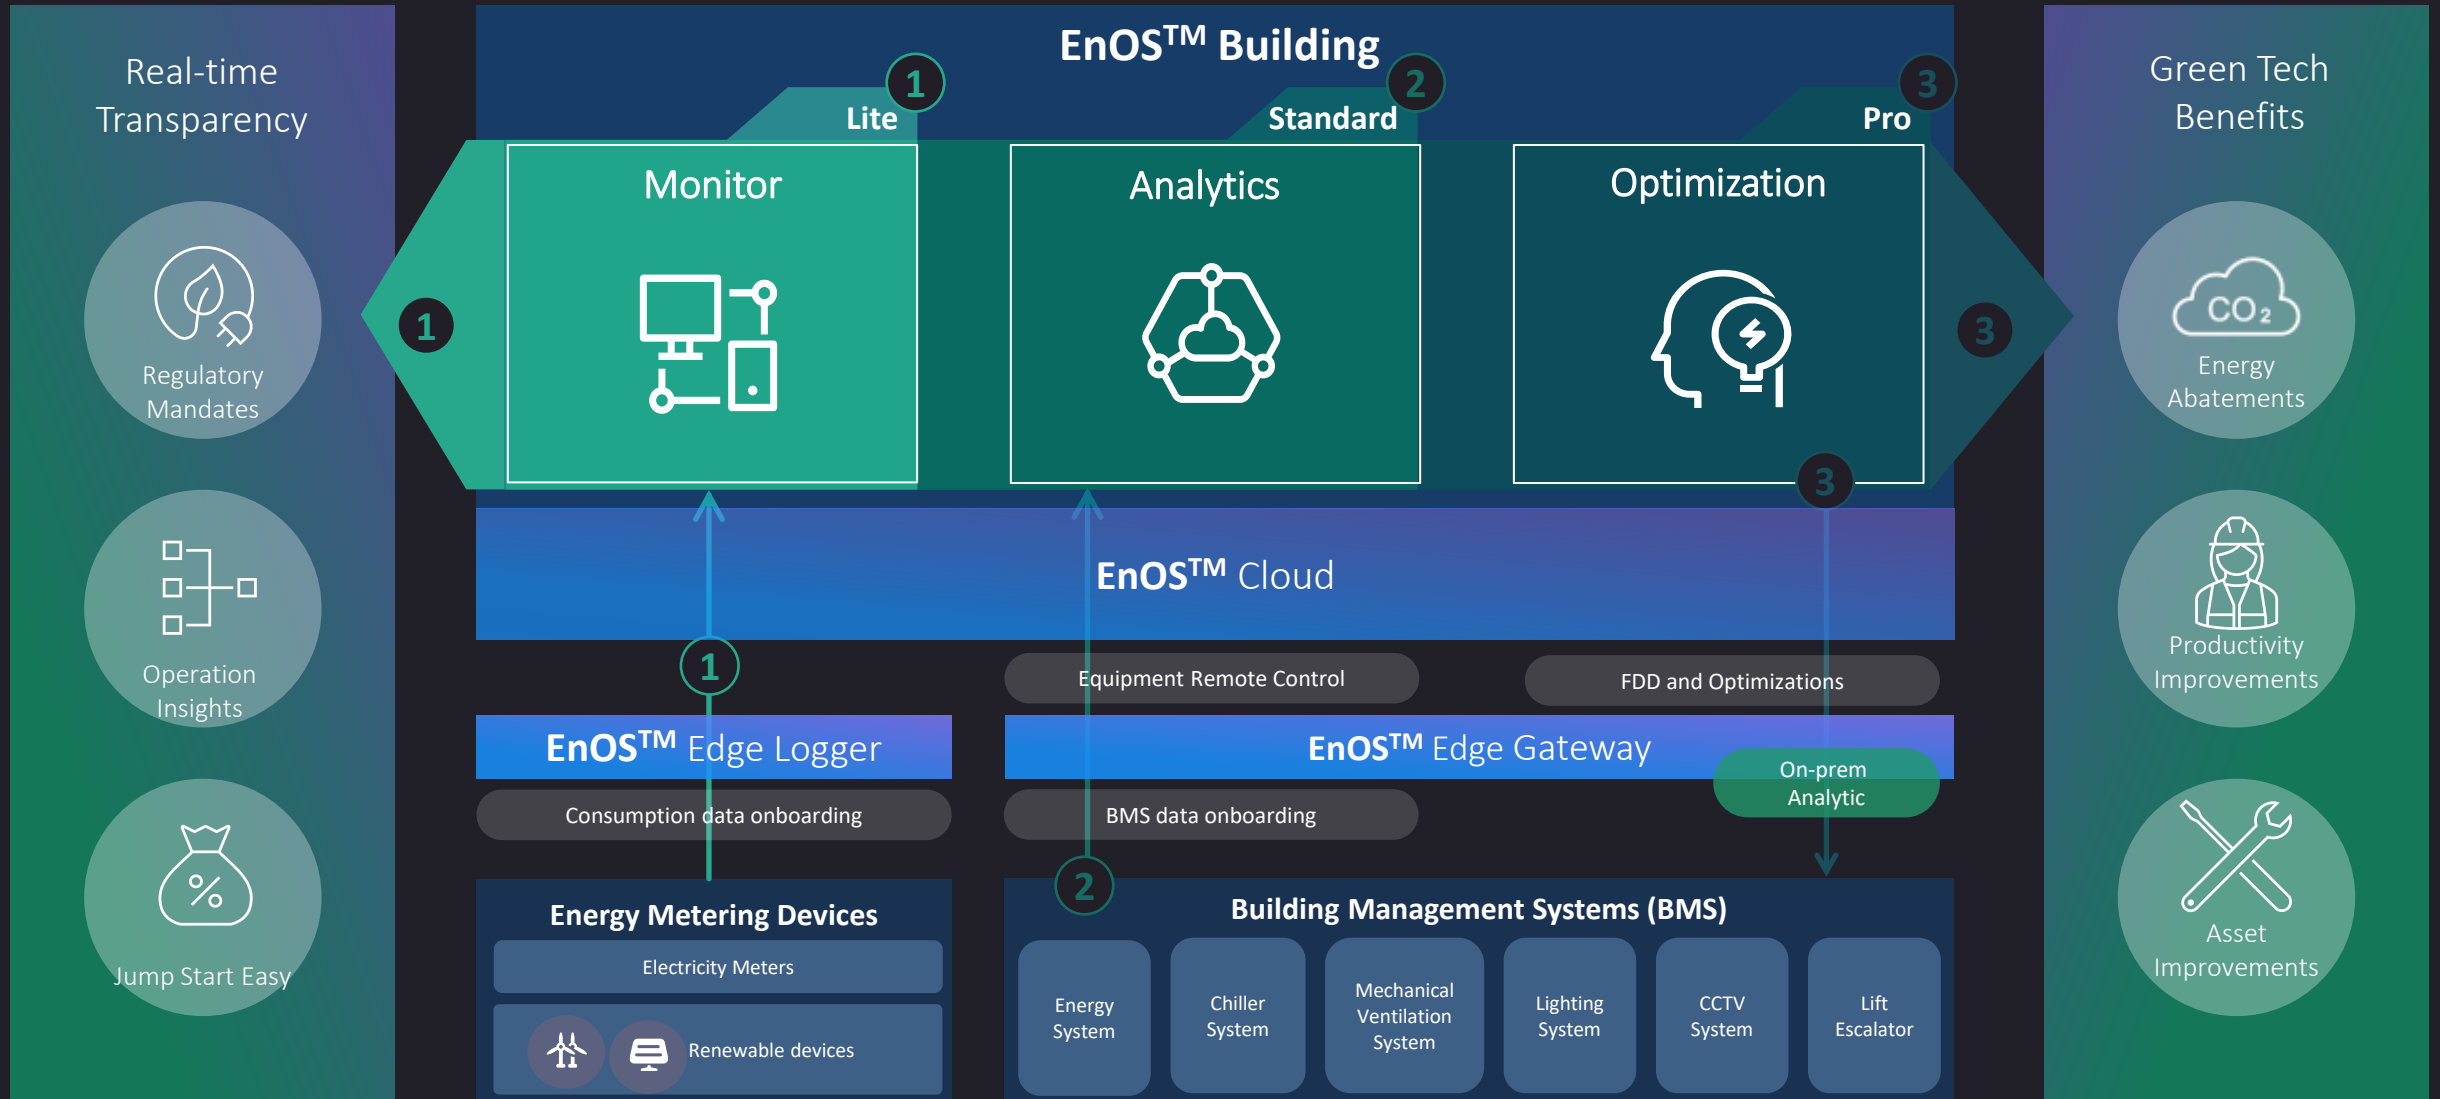 Real-time
Transparency
Regulatory
Mandates
Operation
Insights
Jump Start Easy
EnOS™ Building
1
Lite
2
Standard
3
Pro
1
Monitor
Analytics
Optimization
3
3
EnOS™ Cloud
1
Equipment Remote Control
FDD and Optimizations
EnOS™ Edge Logger
EnOS™ Edge Gateway
On-prem
Analytic
Consumption data onboarding
BMS data onboarding
2
Energy Metering Devices
Electricity Meters
Renewable devices
Building Management Systems (BMS)
Energy
System
Chiller
System
Mechanical
Ventilation
System
Lighting
System
CCTV
System
Lift
Escalator
Green Tech
Benefits
CO₂
Energy
Abatements
Productivity
Improvements
Asset
Improvements